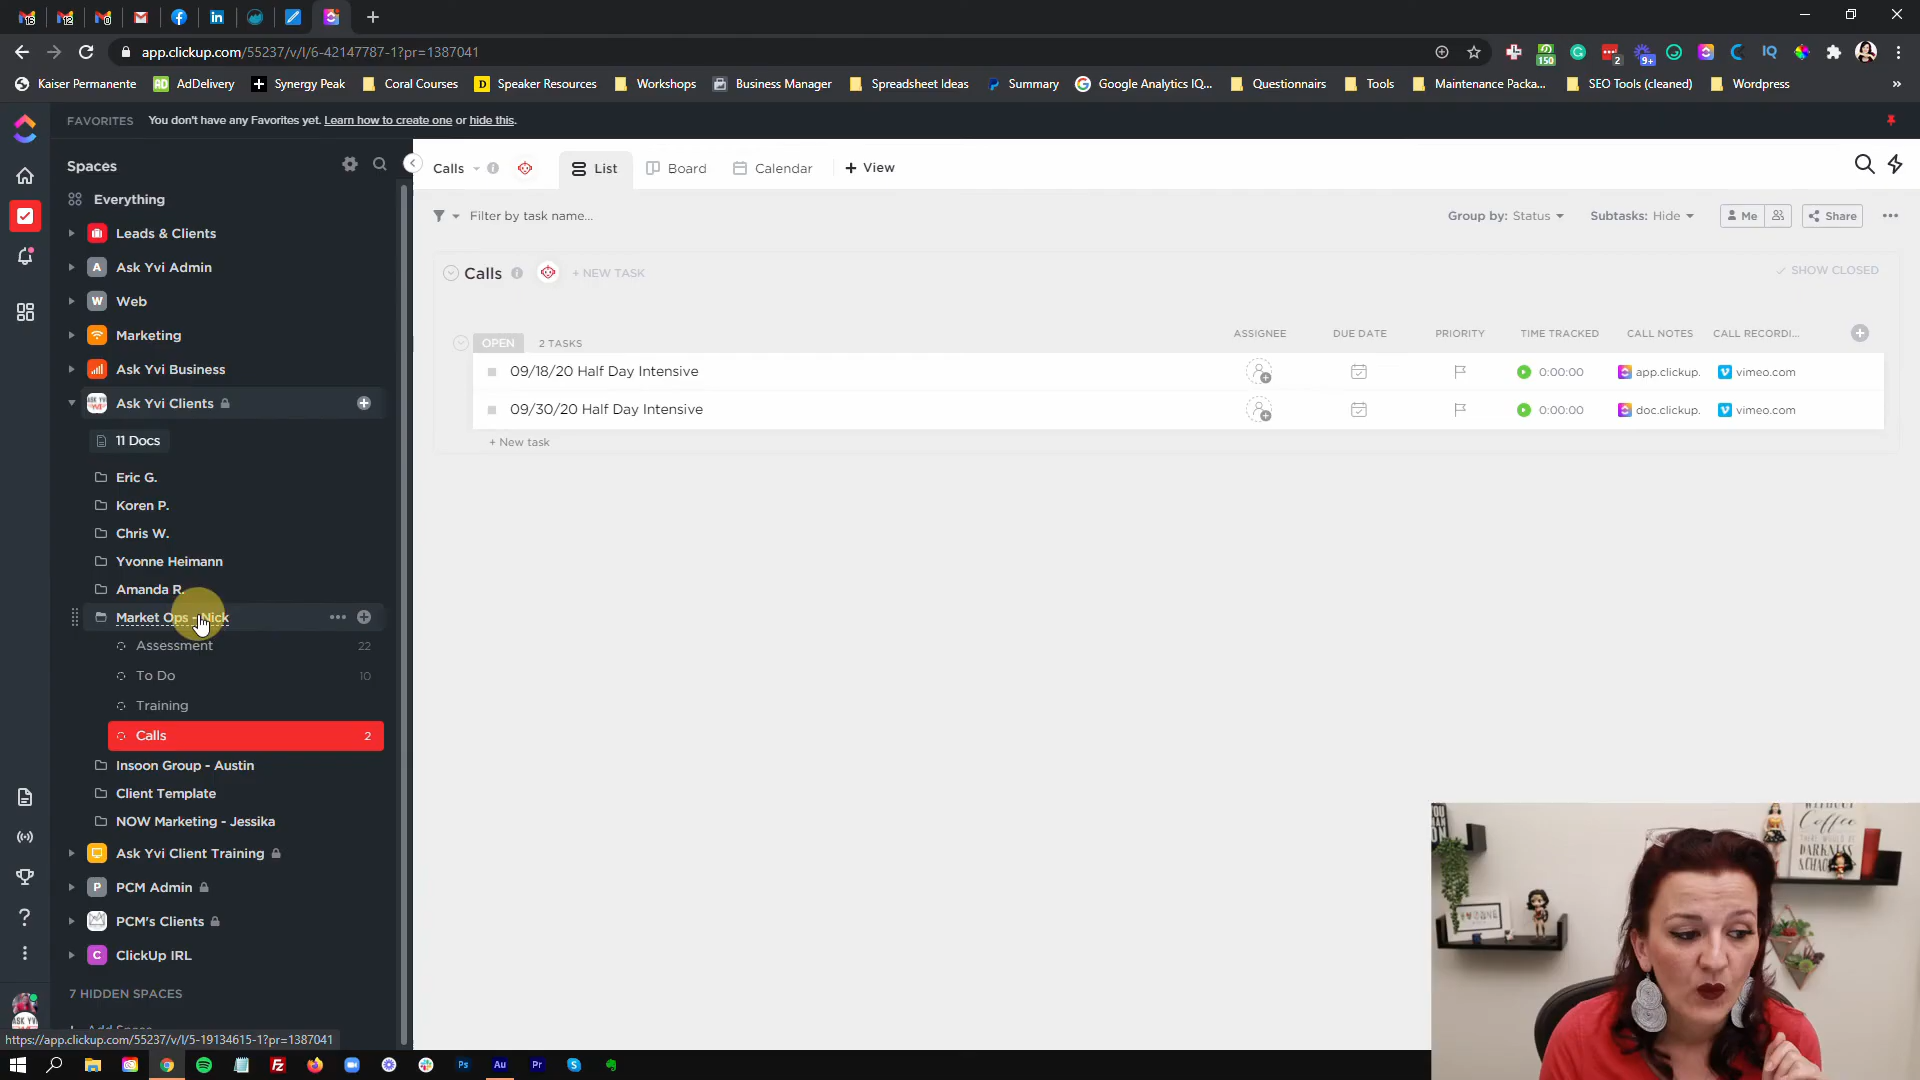 app.clickup.com/55237/v/l/6-42147787-1?pr=1387041
Kaiser Permanente
AdDelivery
Synergy Peak
Coral Courses
Speaker Resources
Workshops
Business Manager
Spreadsheet Ideas
Summary
Google Analytics IQ...
Questionnairs
Tools
Maintenance Packa...
SEO Tools (cleaned)
Wordpress
FAVORITES You don't have any Favorites yet. Learn how to create one or hide this.
Spaces
Everything
Leads & Clients
A Ask Yvi Admin
W Web
Marketing
Ask Yvi Business
Ask Yvi Clients
11 Docs
Eric G.
Koren P.
Chris W.
Yvonne Heimann
Amanda R.
Market Ops - Nick
Assessment 22
To Do 10
Training
Calls 2
Insoon Group - Austin
Client Template
NOW Marketing - Jessika
Ask Yvi Client Training
P PCM Admin
PCM's Clients
C ClickUp IRL
7 HIDDEN SPACES
Add Space
https://app.clickup.com/55237/v/l/5-19134615-1?pr=1387041
Calls
List
Board
Calendar
+ View
Filter by task name...
Group by: Status
Subtasks: Hide
Me
Share
Calls
+ NEW TASK
SHOW CLOSED
OPEN 2 TASKS ASSIGNEE DUE DATE PRIORITY TIME TRACKED CALL NOTES CALL RECORDI...
09/18/20 Half Day Intensive 0:00:00 app.clickup. vimeo.com
09/30/20 Half Day Intensive 0:00:00 doc.clickup. vimeo.com
+ New task
WITHOUT
Coffee
THERE WOULD BE
DARKNESS
& CHAOS